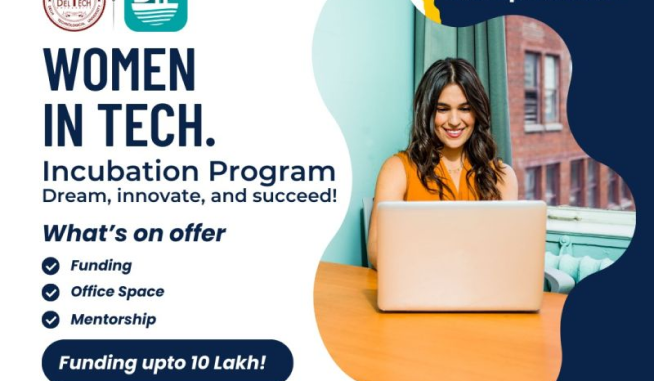 DELTECH
WOMEN
IN TECH.
Incubation Program
Dream, innovate, and succeed!
What's on offer
Funding
Office Space
Mentorship
Funding upto 10 Lakh!